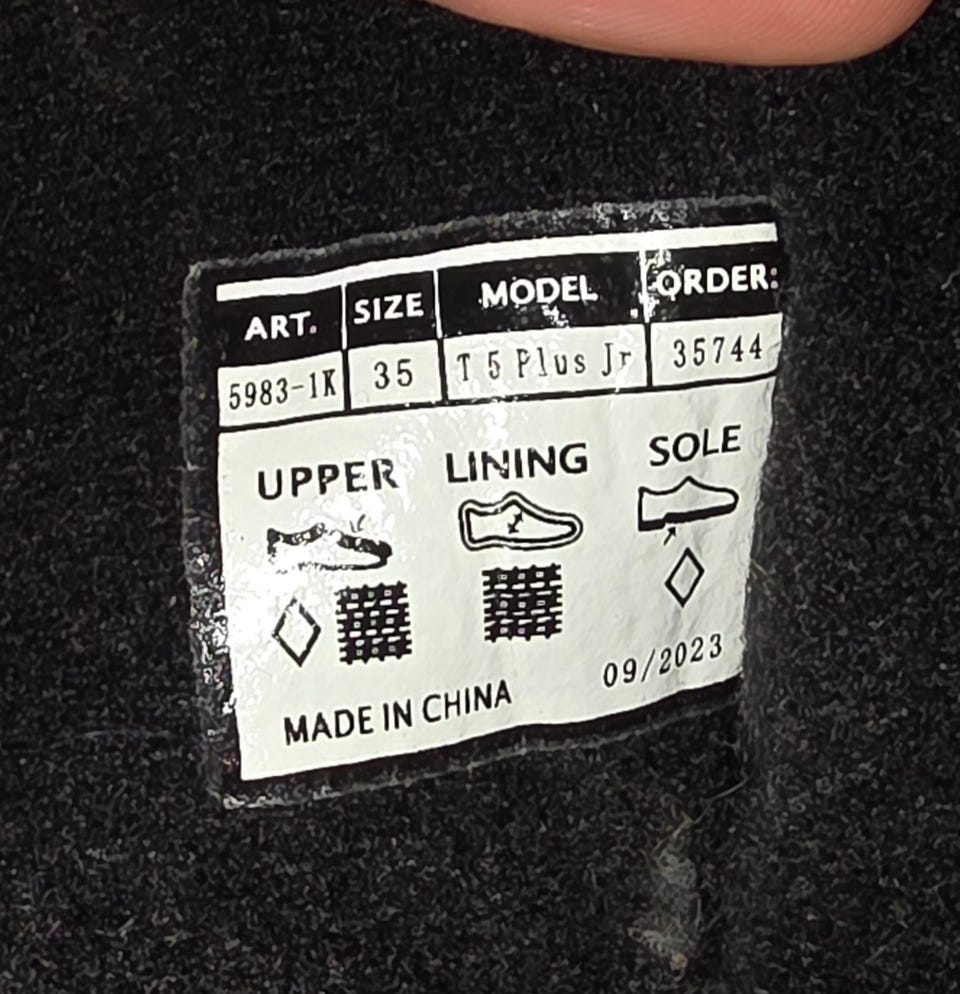 ART. SIZE MODEL ORDER:
5983-1K 35 T 5 Plus Jr 35744
UPPER LINING SOLE
09/2023
MADE IN CHINA